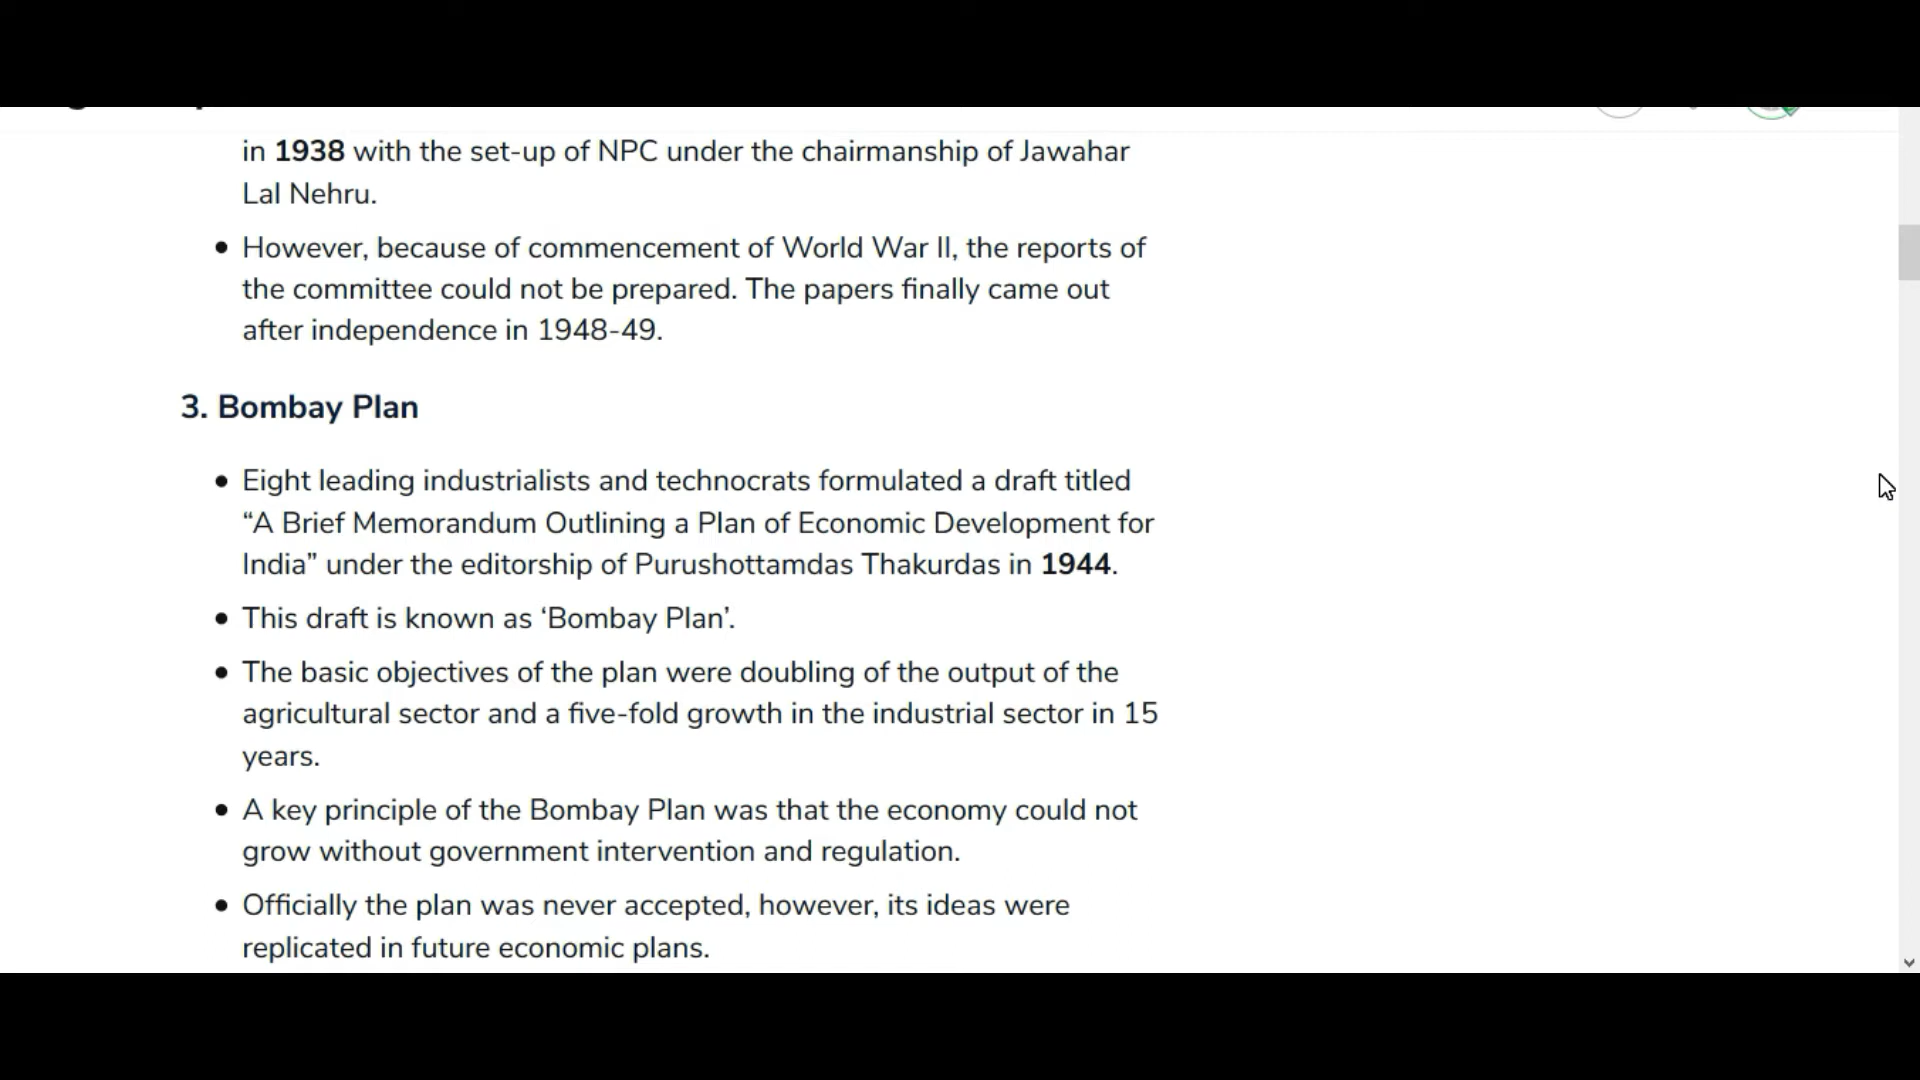 in 1938 with the set-up of NPC under the chairmanship of Jawahar
Lal Nehru.
• However, because of commencement of World War II, the reports of
the committee could not be prepared. The papers finally came out
after independence in 1948-49.
3. Bombay Plan
• Eight leading industrialists and technocrats formulated a draft titled
“A Brief Memorandum Outlining a Plan of Economic Development for
India” under the editorship of Purushottamdas Thakurdas in 1944.
• This draft is known as ‘Bombay Plan’.
• The basic objectives of the plan were doubling of the output of the
agricultural sector and a five-fold growth in the industrial sector in 15
years.
• A key principle of the Bombay Plan was that the economy could not
grow without government intervention and regulation.
• Officially the plan was never accepted, however, its ideas were
replicated in future economic plans.